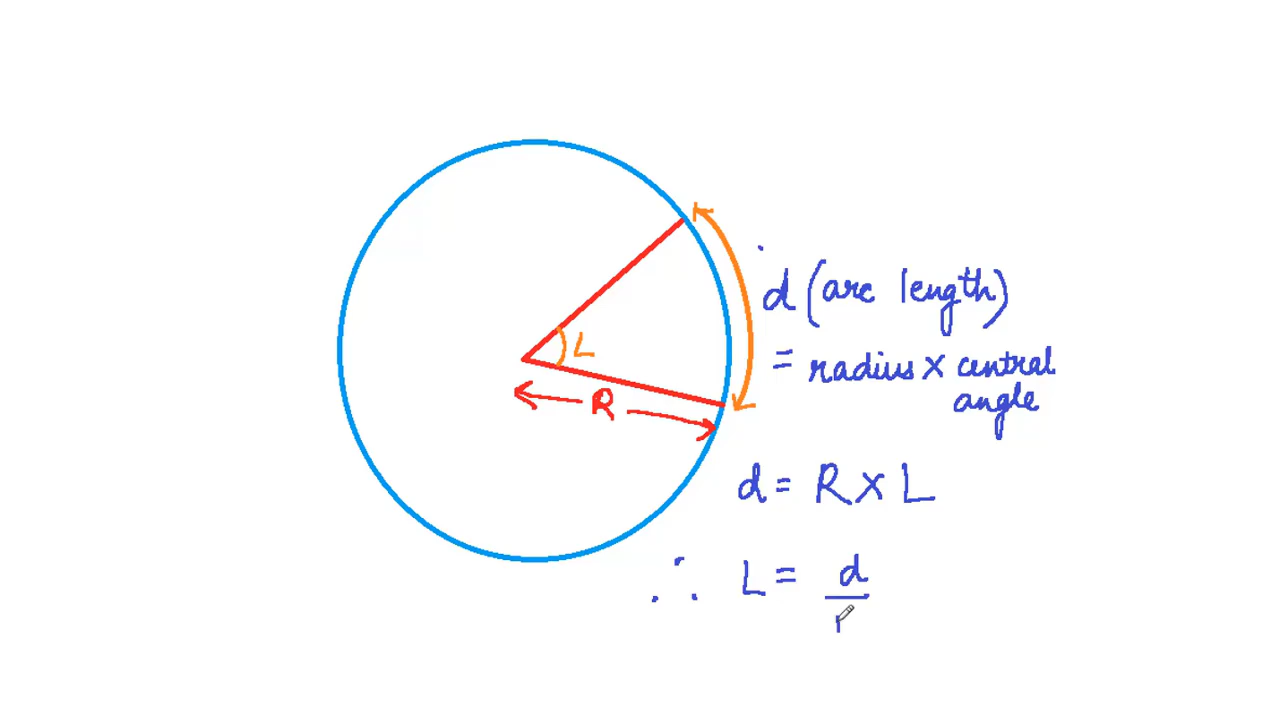 L
R
d (arc length)
= radius × central
angle
d = R × L
∴ L = d